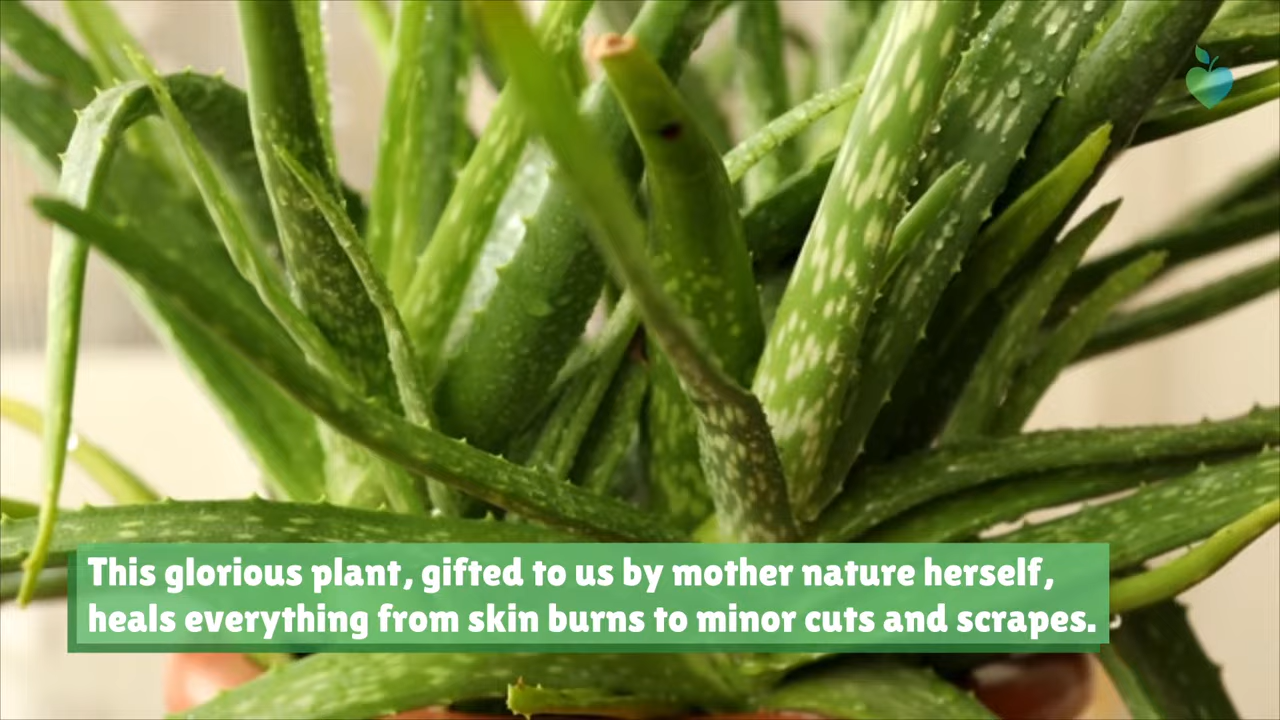 This glorious plant, gifted to us by mother nature herself,
heals everything from skin burns to minor cuts and scrapes.